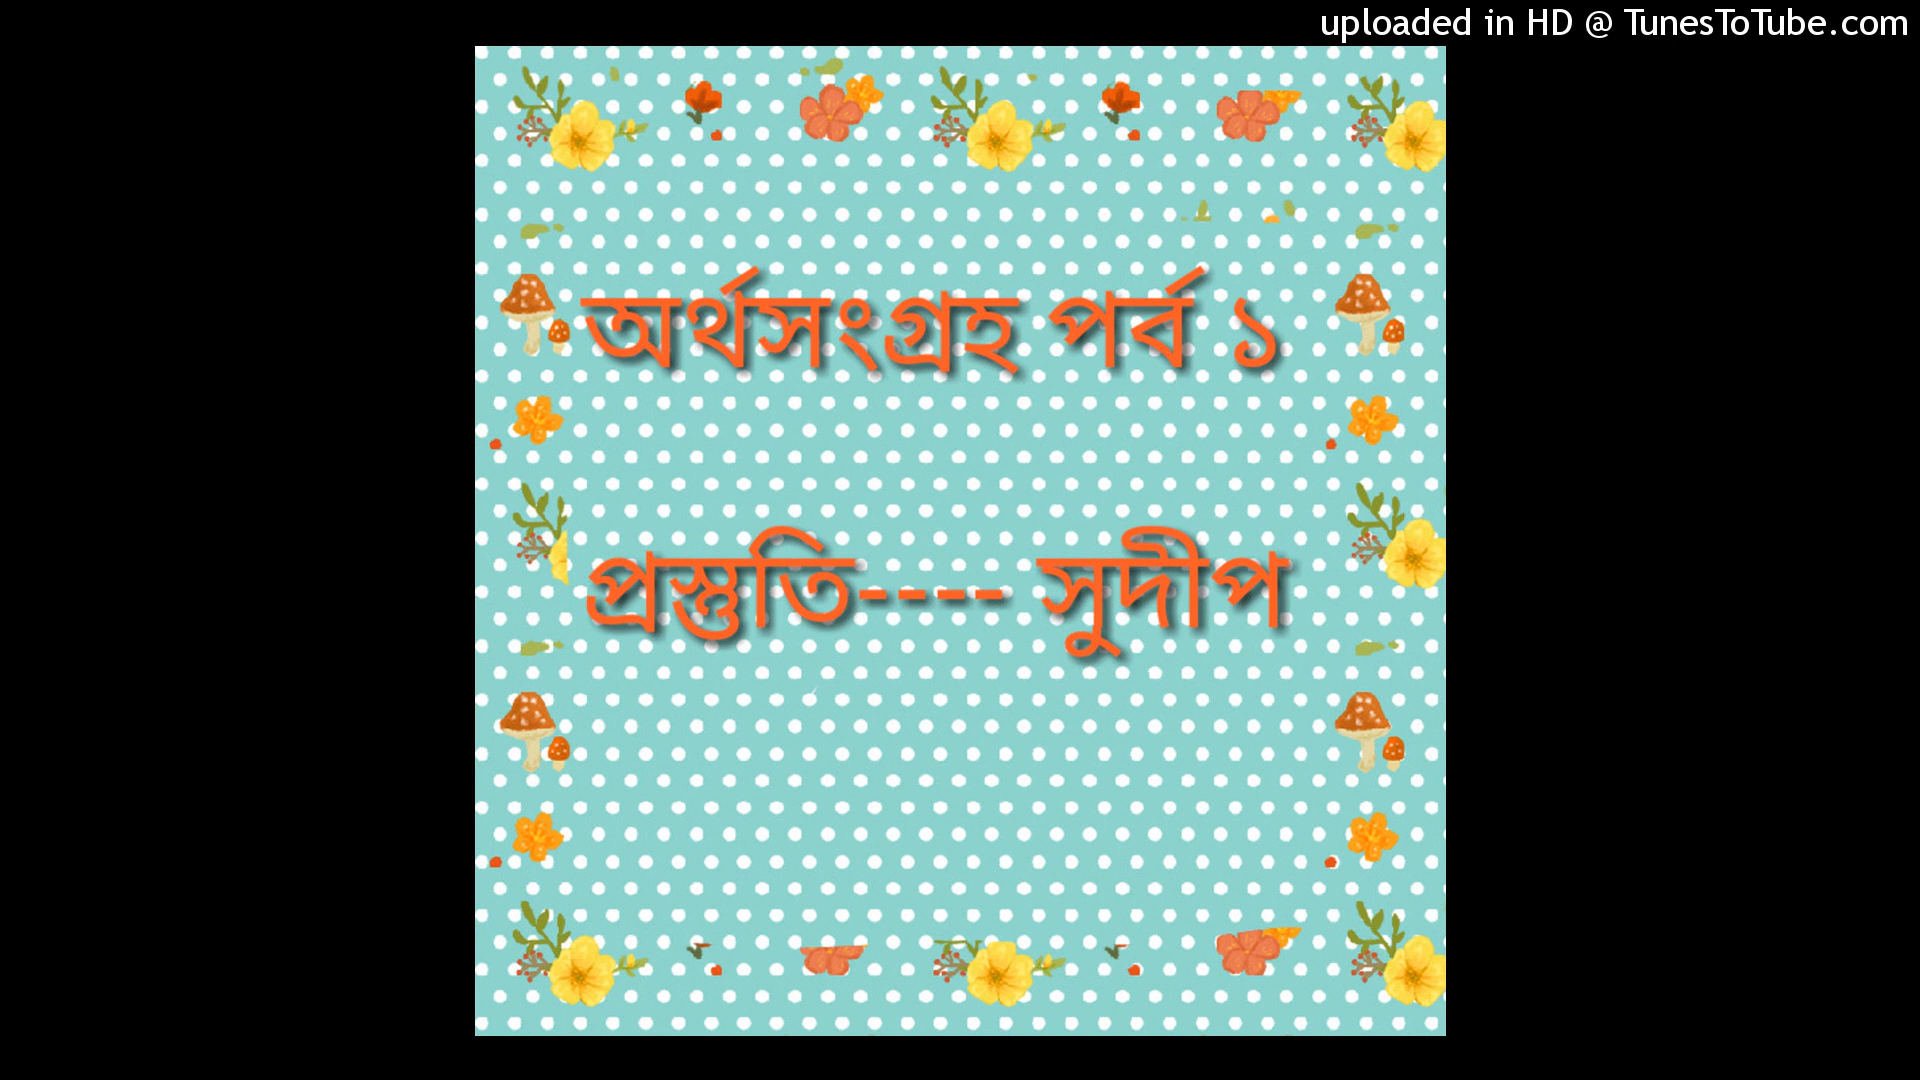 uploaded in HD @ TunesToTube.com
অর্থসংগ্রহ পর্ব ১
প্রস্তুতি---- সুদীপ